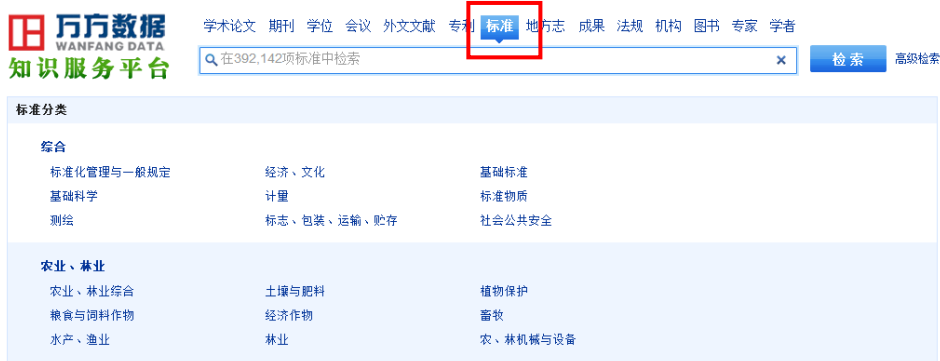 万方数据
WANFANG DATA
知识服务平台
学术论文 期刊 学位 会议 外文文献 专利 标准 地方志 成果 法规 机构 图书 专家 学者
在392,142项标准中检索 × 检索 高级检索
标准分类
综合
标准化管理与一般规定 经济、文化 基础标准
基础科学 计量 标准物质
测绘 标志、包装、运输、贮存 社会公共安全
农业、林业
农业、林业综合 土壤与肥料 植物保护
粮食与饲料作物 经济作物 畜牧
水产、渔业 林业 农、林机械与设备